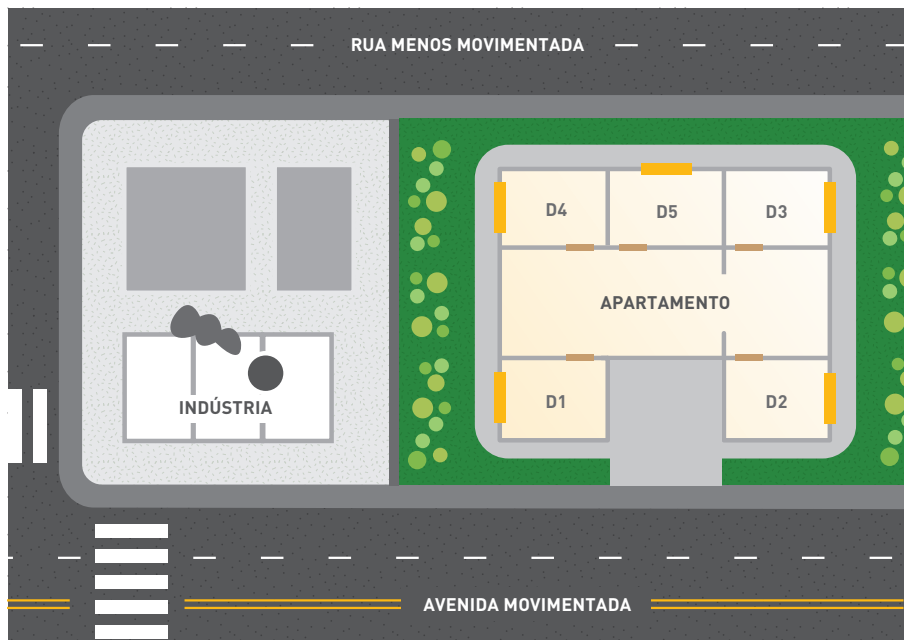 RUA MENOS MOVIMENTADA
D4
D5
D3
APARTAMENTO
INDÚSTRIA
D1
D2
AVENIDA MOVIMENTADA